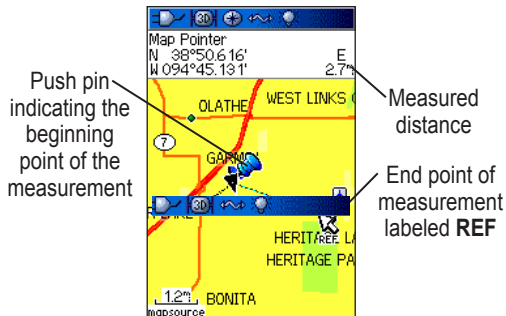 3D
Map Pointer
N 38°50.616' E
W 094°45.131' 2.7m
Push pin
indicating the
beginning
point of the
measurement
OLATHE
WEST LINKS
Measured
distance
7
3D
End point of
measurement
labeled REF
REF
HERITAGE PA
1.2m
BONITA
mapsource